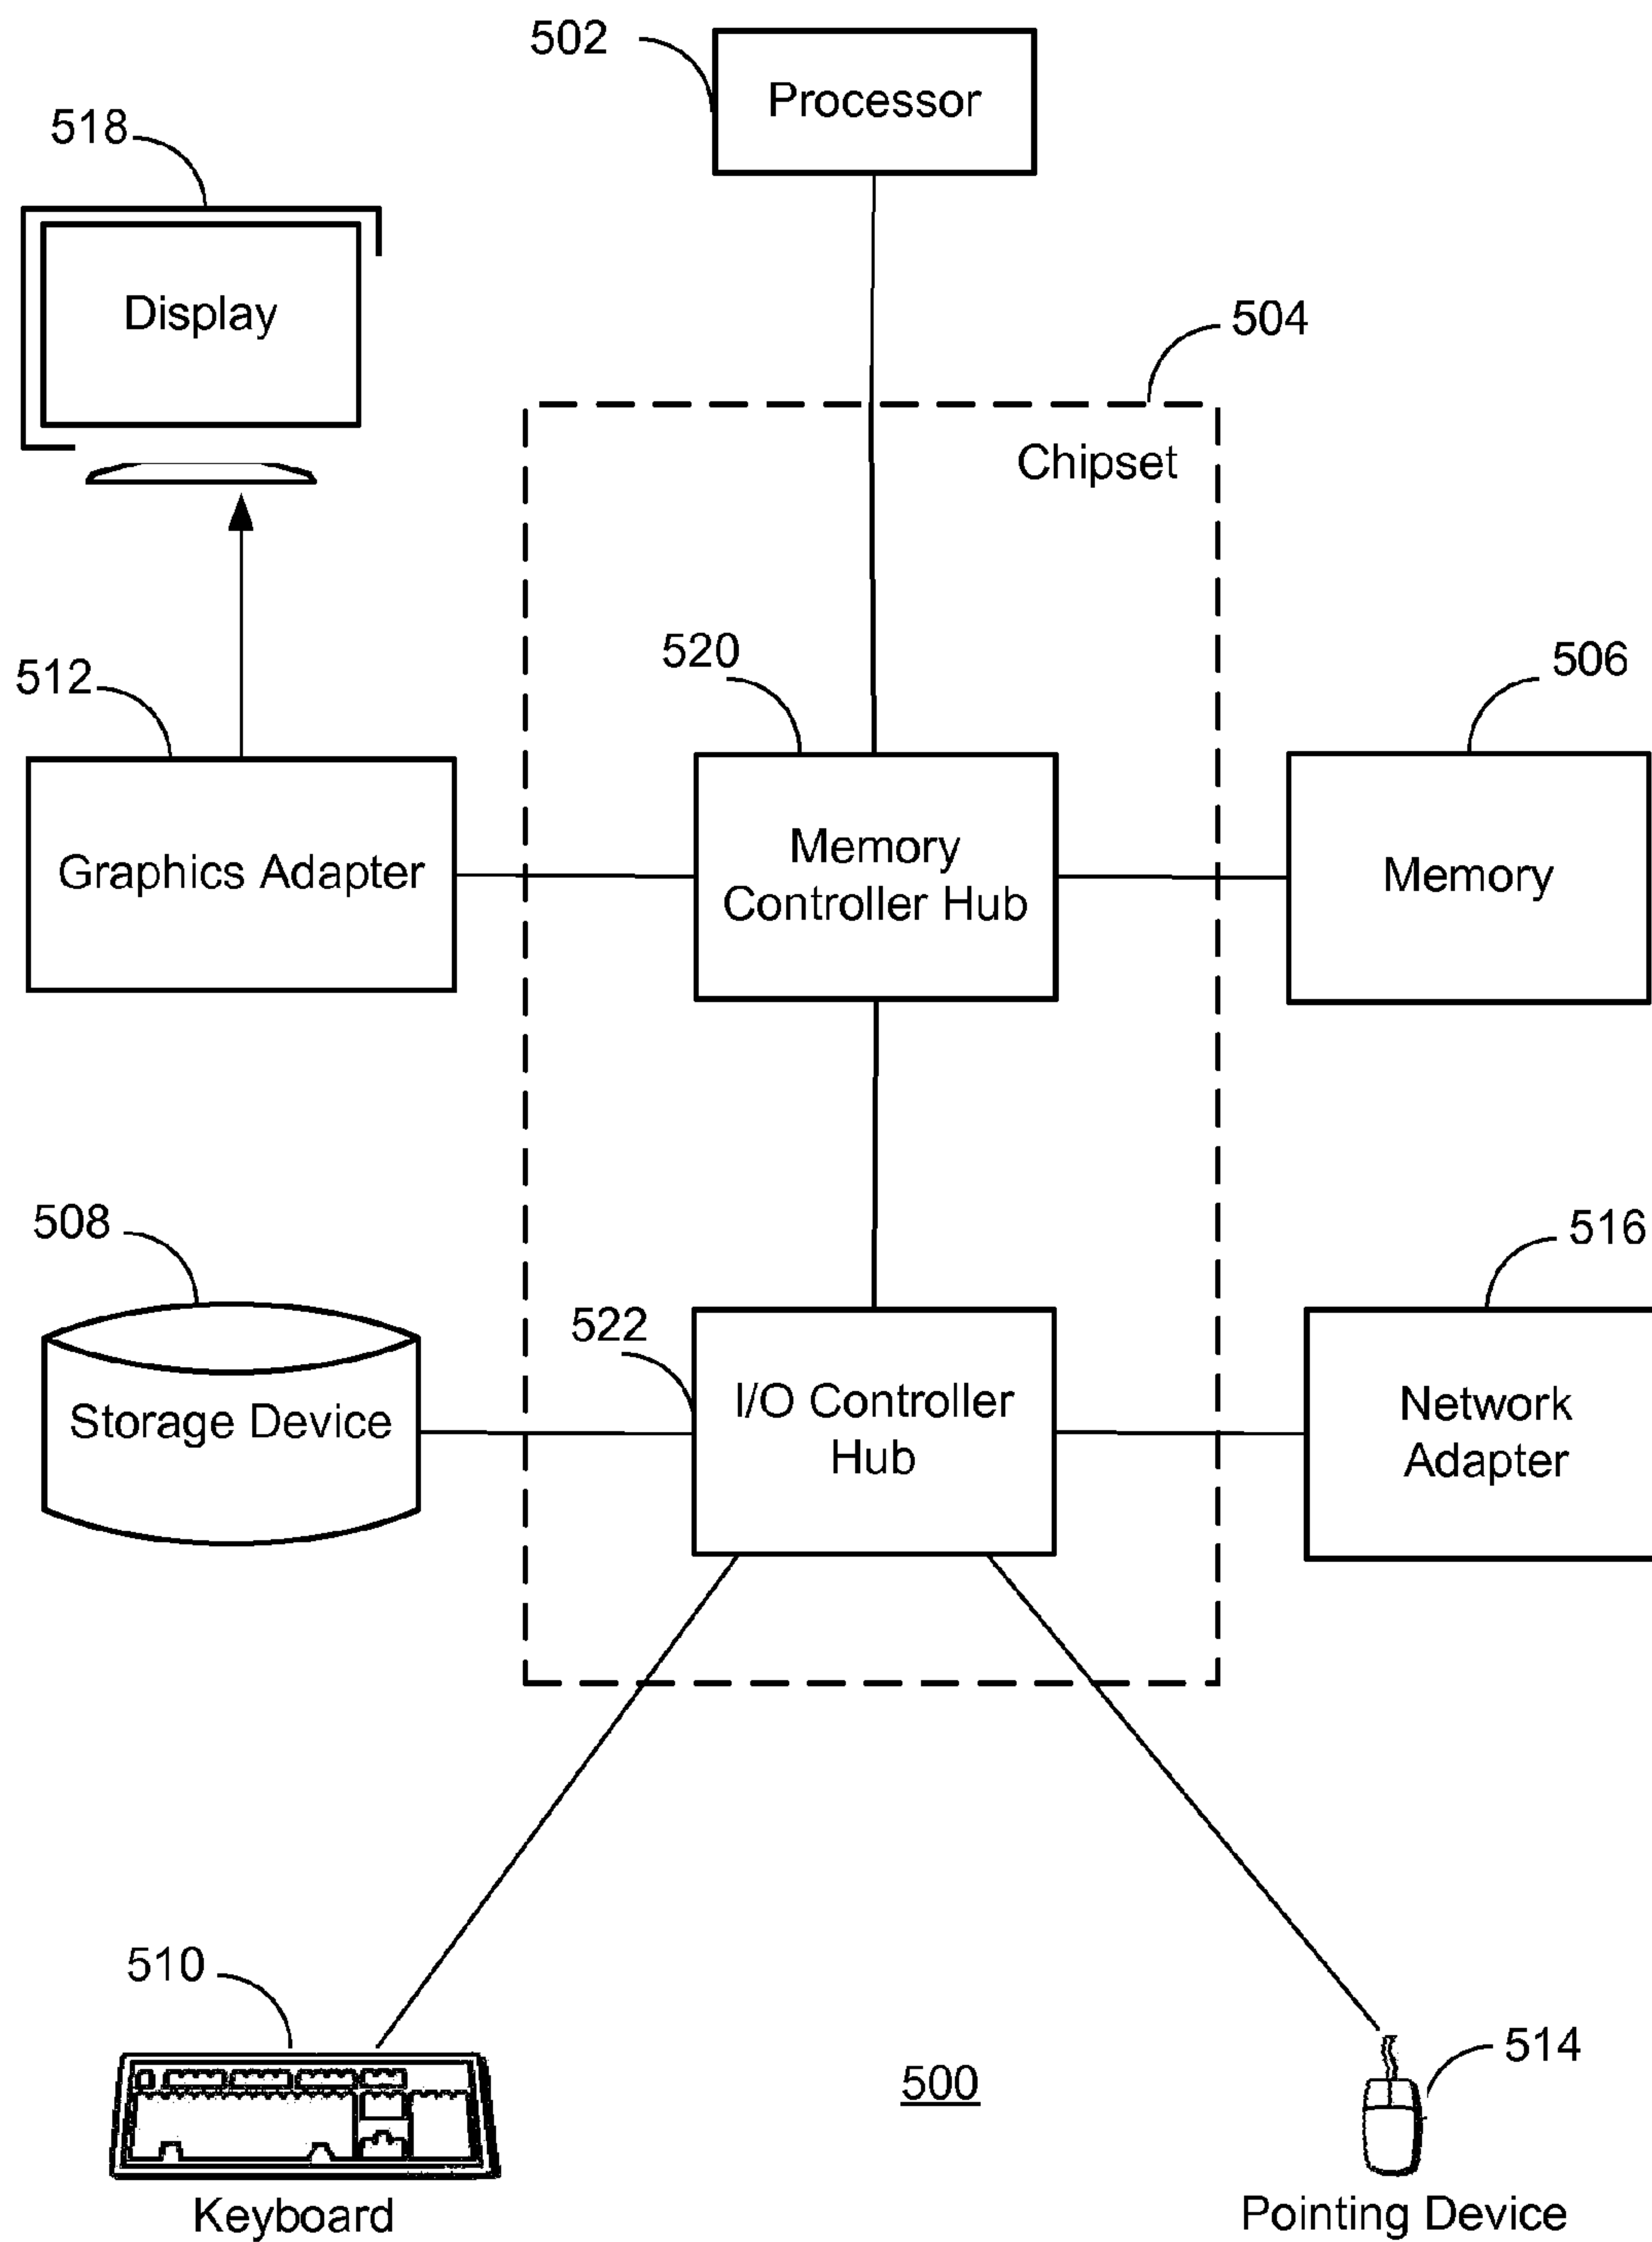 502
Processor
518
Display
504
Chipset
520
512
506
Graphics Adapter
Memory
Controller Hub
Memory
508
516
522
Storage Device
I/O Controller
Hub
Network
Adapter
510
500
514
Keyboard
Pointing Device